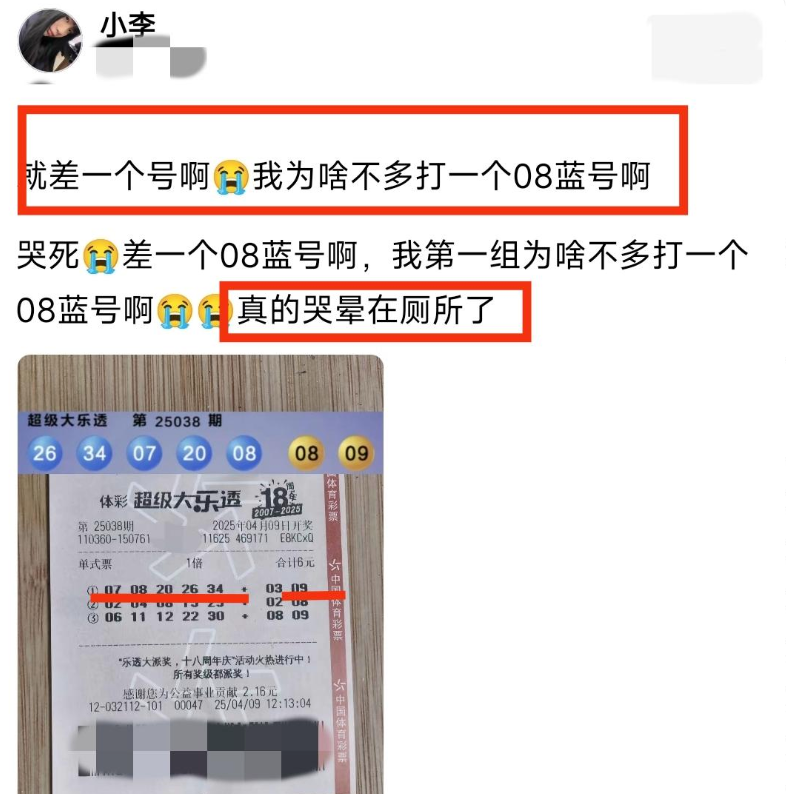 小李
就差一个号啊😭我为啥不多打一个08蓝号啊
哭死😭差一个08蓝号啊，我第一组为啥不多打一个
08蓝号啊😭😭真的哭晕在厕所了
超级大乐透 第 25038 期
26 34 07 20 08 08 09
体彩 超级大乐透 18周年
2007-2025
第 25038期 2025年04月09日开奖
110360-150761 11625 469171 E8KCxQ
单式票 1倍 合计6元
① 07 08 20 26 34 + 03 09
② 02 04 08 15 25 + 02 08
③ 06 11 12 22 30 + 08 09
"乐透大派奖，十八周年庆"活动火热进行中！
所有奖级都派奖！
感谢您为公益事业贡献 2.16元
12-032112-101 00047 25/04/09 12:13:04
国体育彩票
中国体育彩票
中国体育彩票